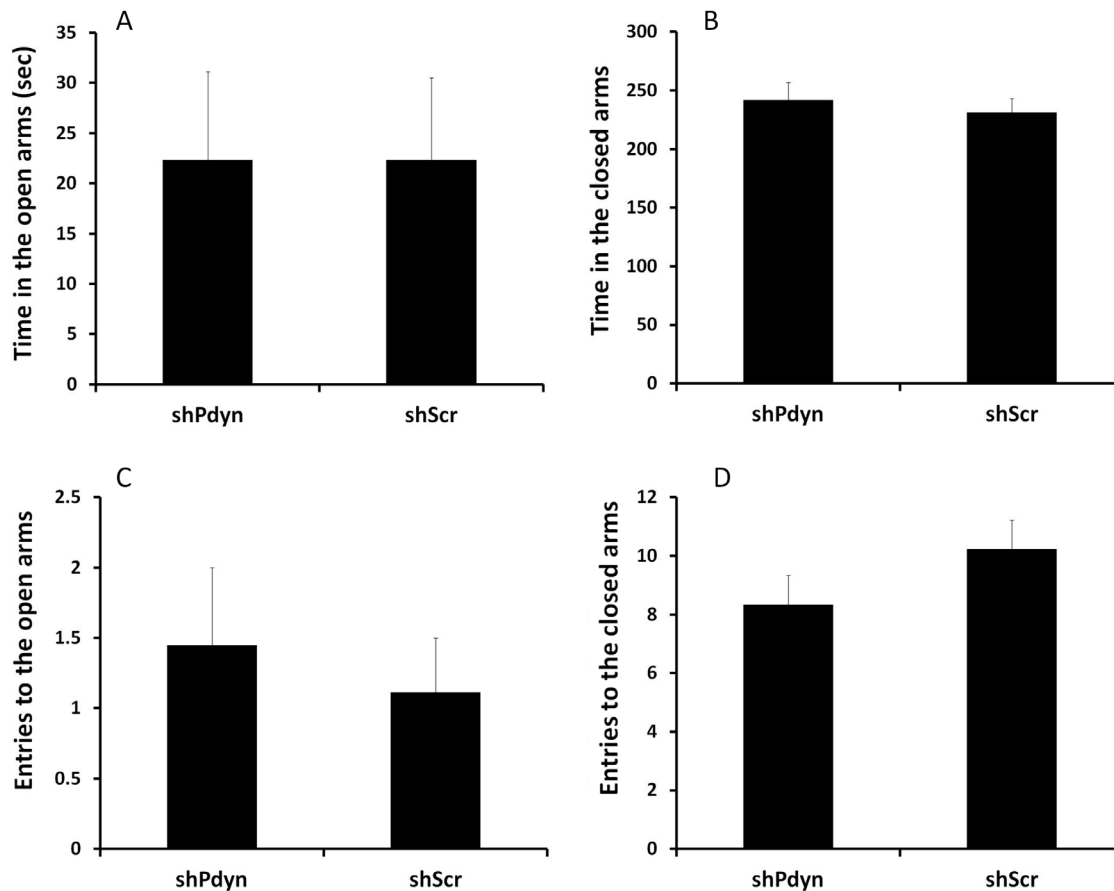 A
Time in the open arms (sec)
35
30
25
20
15
10
5
0
shPdyn shScr
B
Time in the closed arms
300
250
200
150
100
50
0
shPdyn shScr
C
Entries to the open arms
2.5
2
1.5
1
0.5
0
shPdyn shScr
D
Entries to the closed arms
12
10
8
6
4
2
0
shPdyn shScr